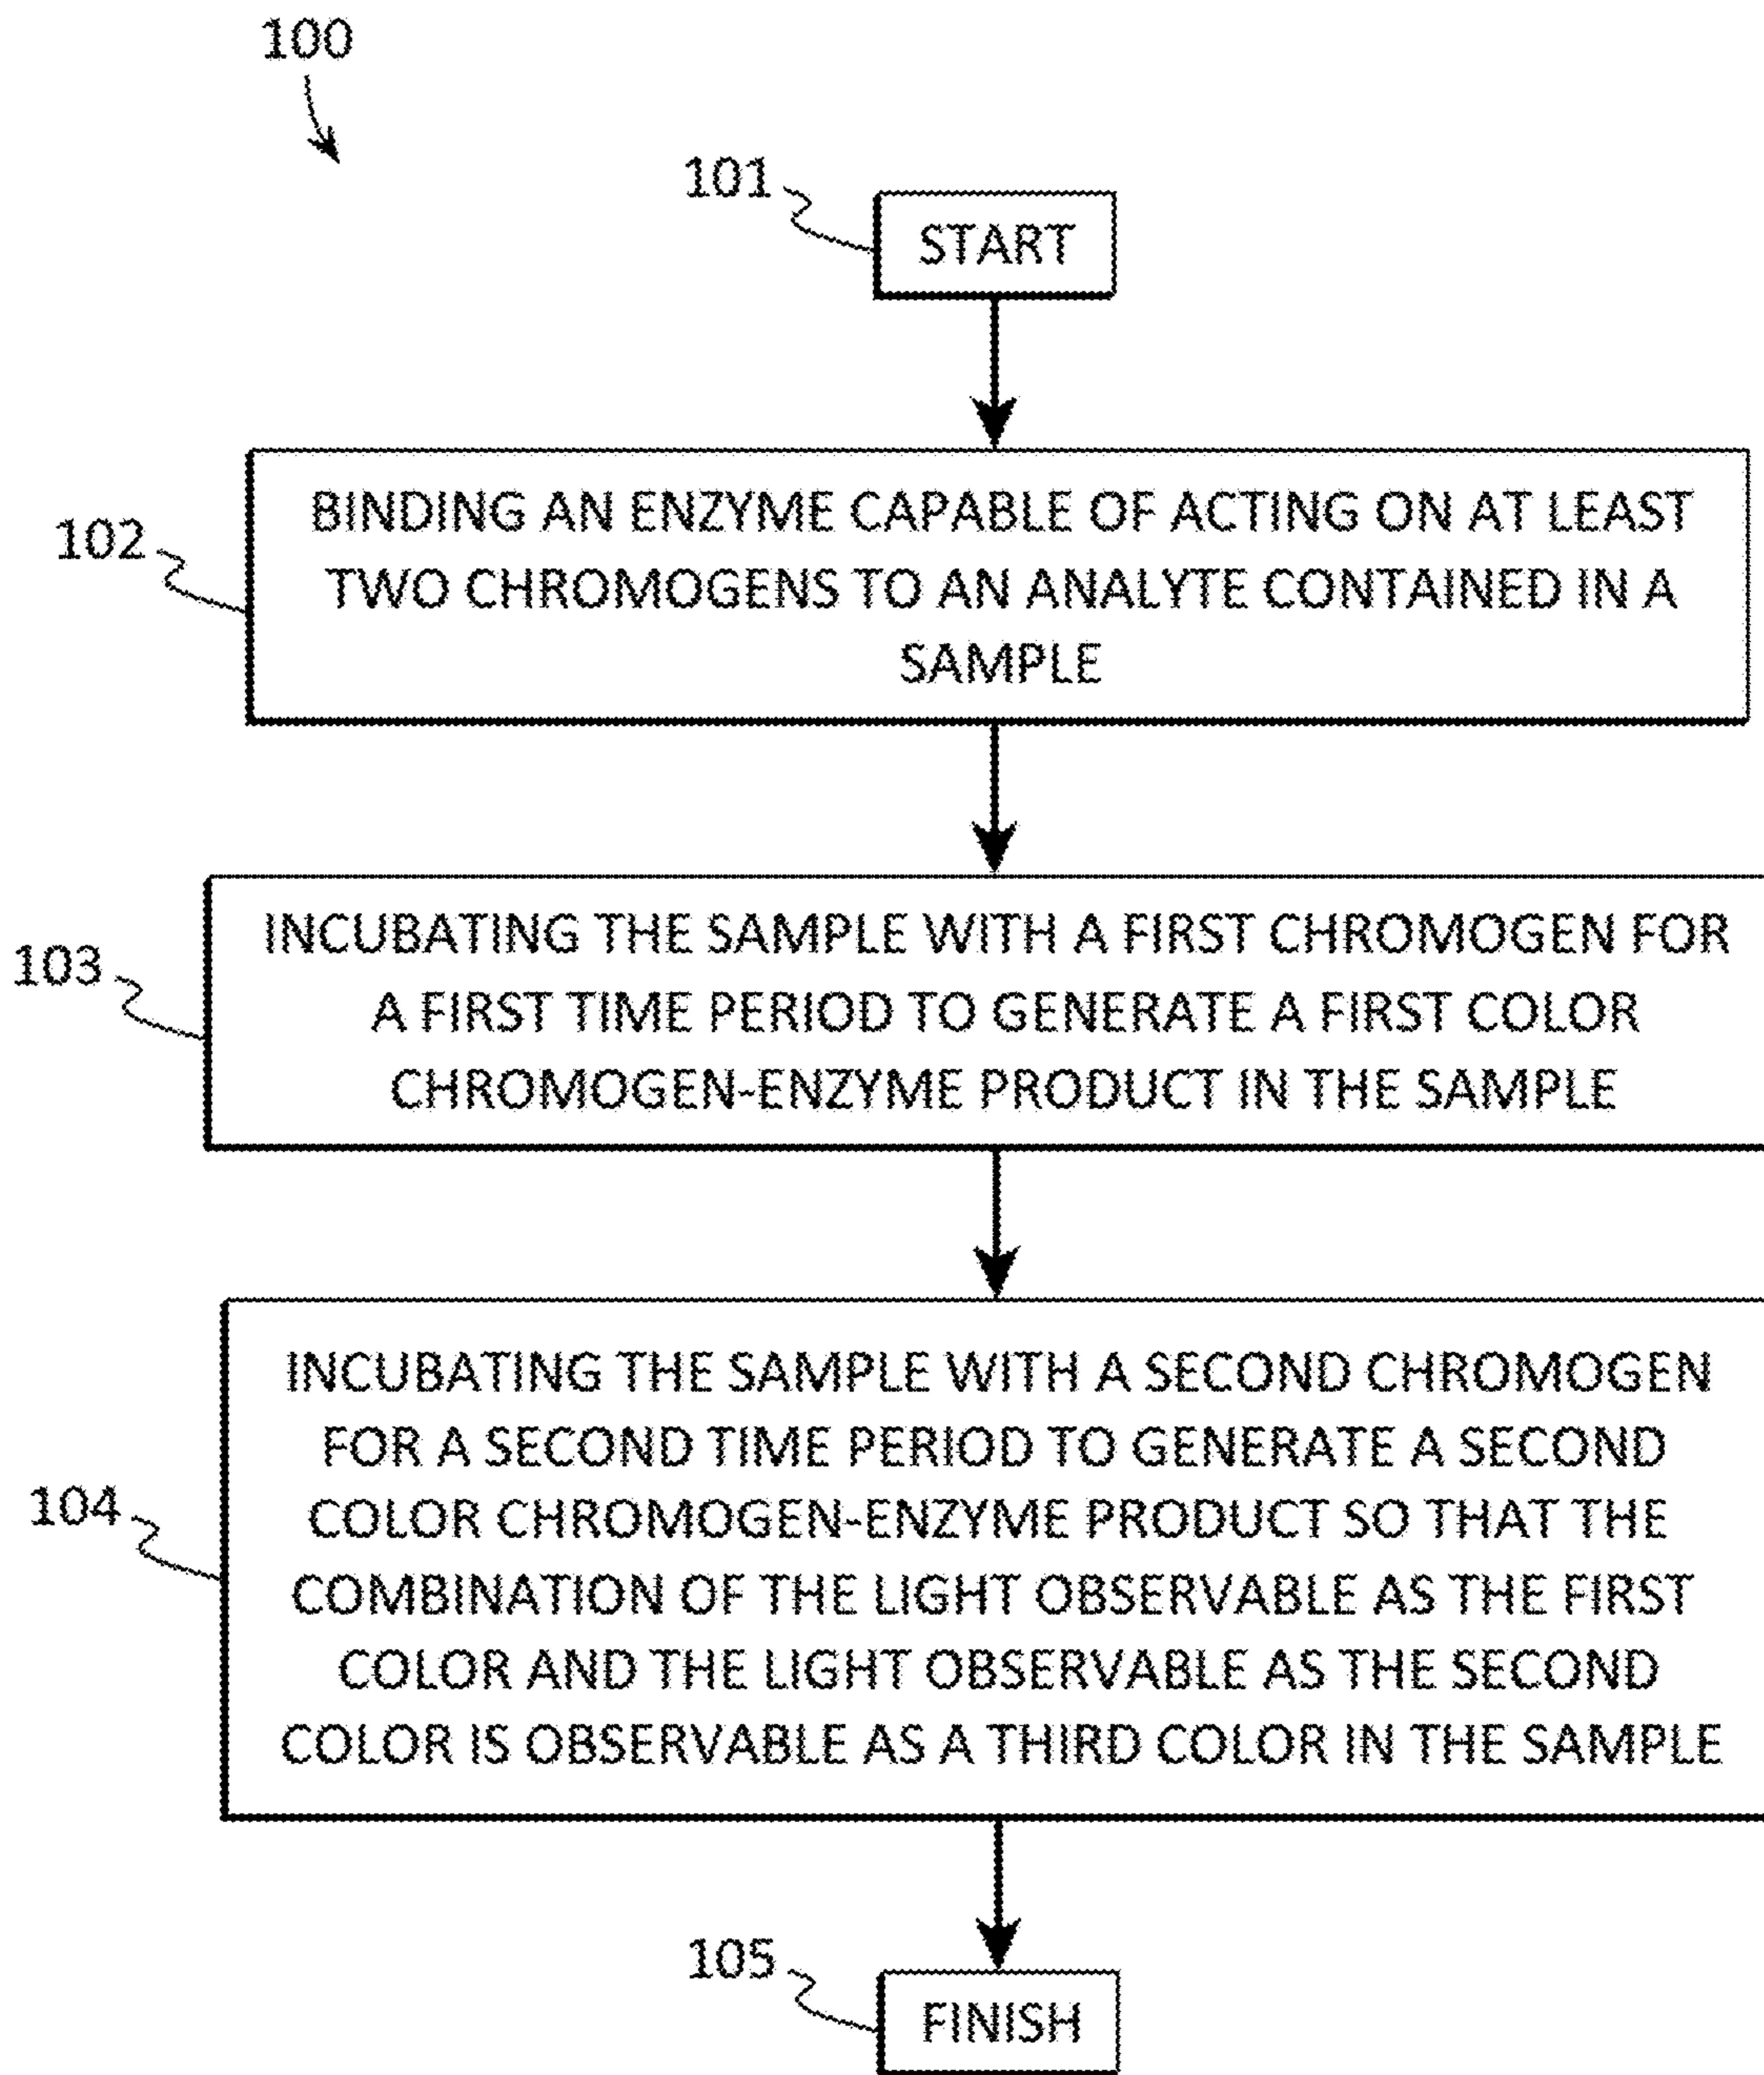 100
101
START
102
BINDING AN ENZYME CAPABLE OF ACTING ON AT LEAST
TWO CHROMOGENS TO AN ANALYTE CONTAINED IN A
SAMPLE
103
INCUBATING THE SAMPLE WITH A FIRST CHROMOGEN FOR
A FIRST TIME PERIOD TO GENERATE A FIRST COLOR
CHROMOGEN-ENZYME PRODUCT IN THE SAMPLE
104
INCUBATING THE SAMPLE WITH A SECOND CHROMOGEN
FOR A SECOND TIME PERIOD TO GENERATE A SECOND
COLOR CHROMOGEN-ENZYME PRODUCT SO THAT THE
COMBINATION OF THE LIGHT OBSERVABLE AS THE FIRST
COLOR AND THE LIGHT OBSERVABLE AS THE SECOND
COLOR IS OBSERVABLE AS A THIRD COLOR IN THE SAMPLE
105
FINISH